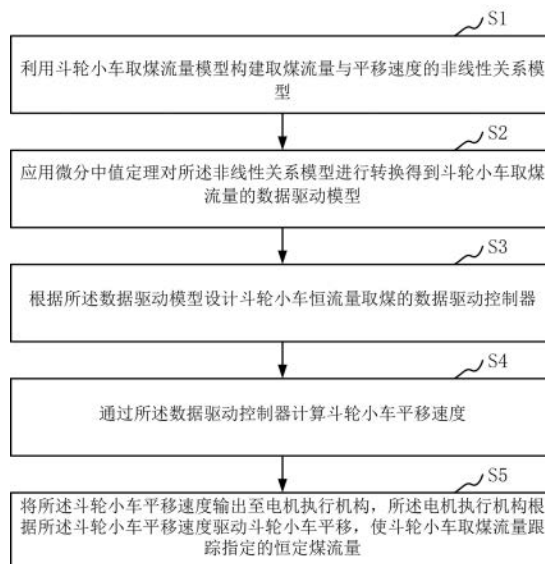 S1
利用斗轮小车取煤流量模型构建取煤流量与平移速度的非线性关系模
型
S2
应用微分中值定理对所述非线性关系模型进行转换得到斗轮小车取煤
流量的数据驱动模型
S3
根据所述数据驱动模型设计斗轮小车恒流量取煤的数据驱动控制器
S4
通过所述数据驱动控制器计算斗轮小车平移速度
S5
将所述斗轮小车平移速度输出至电机执行机构，所述电机执行机构根
据所述斗轮小车平移速度驱动斗轮小车平移，使斗轮小车取煤流量跟
踪指定的恒定煤流量